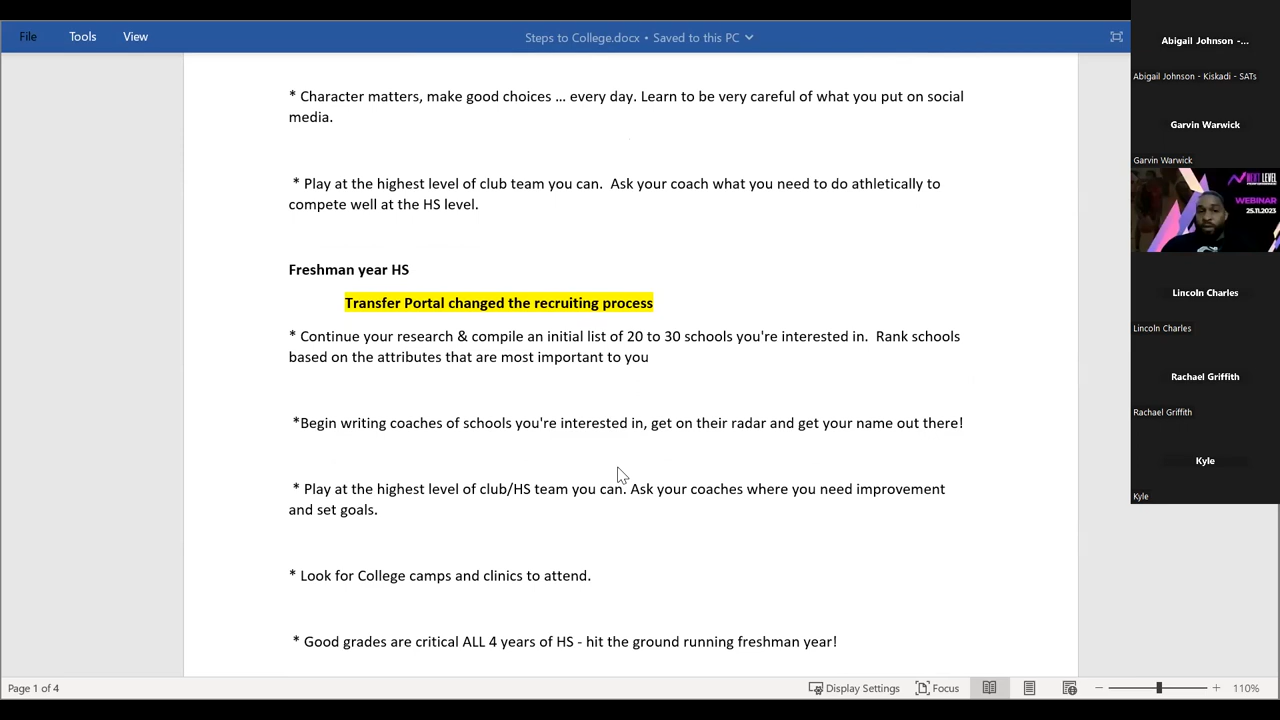 File
Tools
View
Steps to College.docx • Saved to this PC
* Character matters, make good choices … every day. Learn to be very careful of what you put on social
media.
* Play at the highest level of club team you can.  Ask your coach what you need to do athletically to
compete well at the HS level.
Freshman year HS
Transfer Portal changed the recruiting process
* Continue your research & compile an initial list of 20 to 30 schools you're interested in.  Rank schools
based on the attributes that are most important to you
*Begin writing coaches of schools you're interested in, get on their radar and get your name out there!
* Play at the highest level of club/HS team you can. Ask your coaches where you need improvement
and set goals.
* Look for College camps and clinics to attend.
* Good grades are critical ALL 4 years of HS - hit the ground running freshman year!
Page 1 of 4
Display Settings
Focus
110%
Abigail Johnson -...
Abigail Johnson - Kiskadi - SATs
Garvin Warwick
Garvin Warwick
NEXT LEVEL
WEBINAR
25.11.2023
Lincoln Charles
Lincoln Charles
Rachael Griffith
Rachael Griffith
Kyle
Kyle